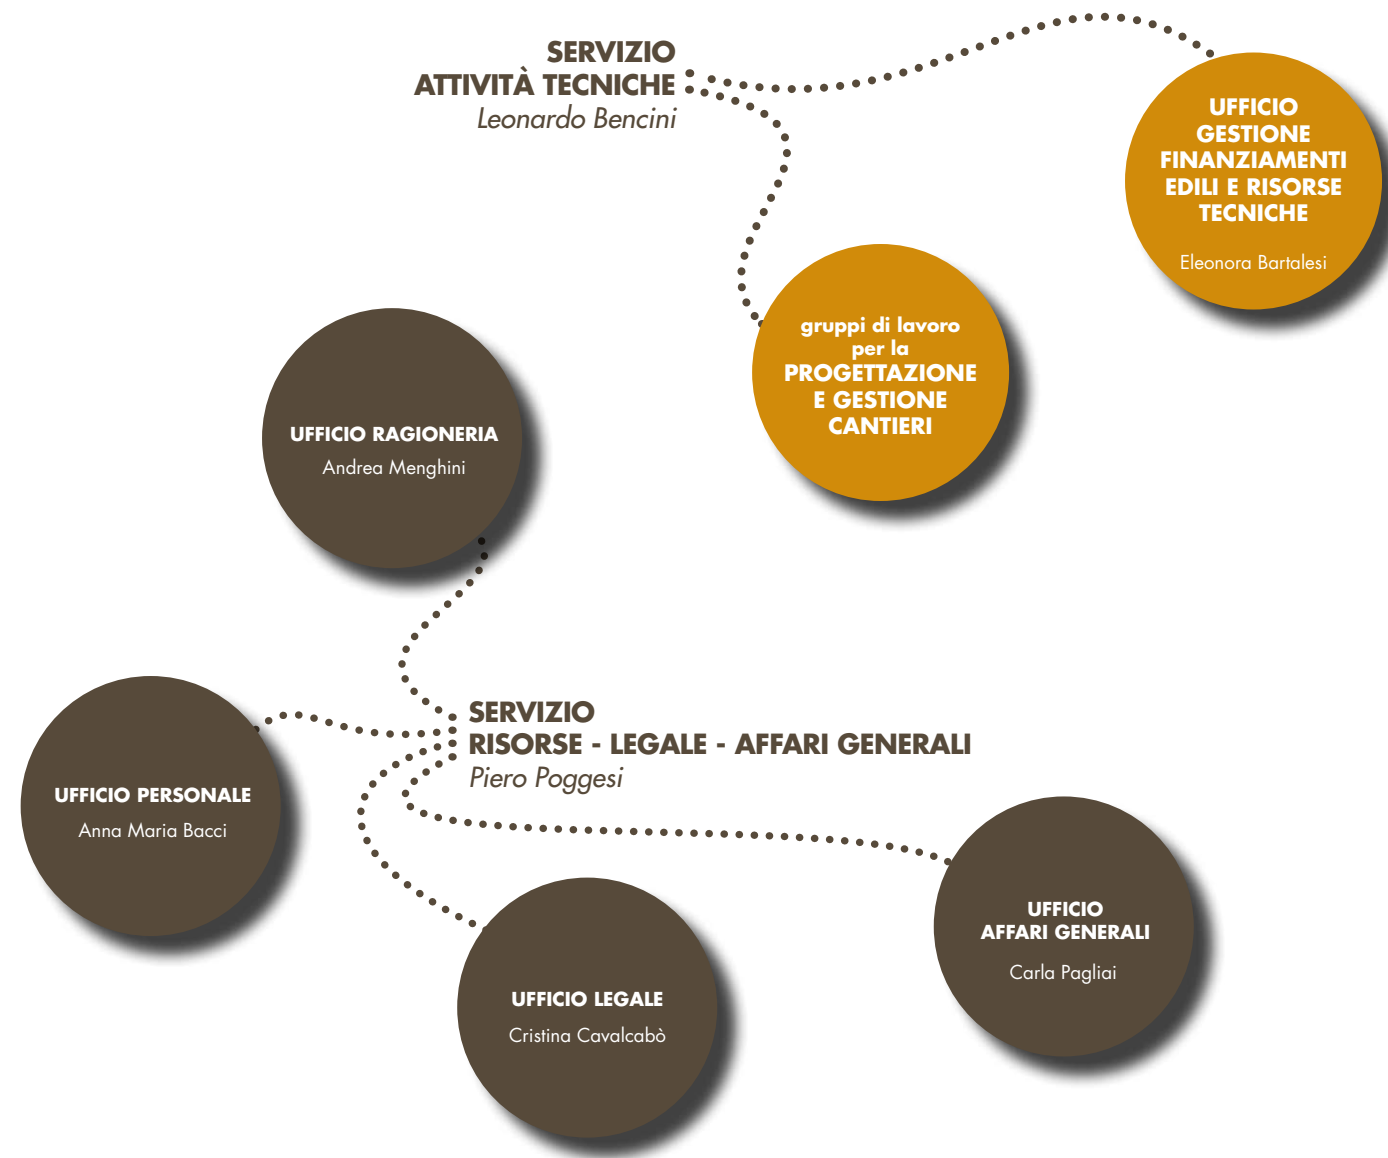 SERVIZIO
ATTIVITÀ TECNICHE
Leonardo Bencini
UFFICIO
GESTIONE
FINANZIAMENTI
EDILI E RISORSE
TECNICHE
Eleonora Bartalesi
gruppi di lavoro
per la
PROGETTAZIONE
E GESTIONE
CANTIERI
UFFICIO RAGIONERIA
Andrea Menghini
SERVIZIO
RISORSE - LEGALE - AFFARI GENERALI
Piero Poggesi
UFFICIO PERSONALE
Anna Maria Bacci
UFFICIO
AFFARI GENERALI
Carla Pagliai
UFFICIO LEGALE
Cristina Cavalcabò